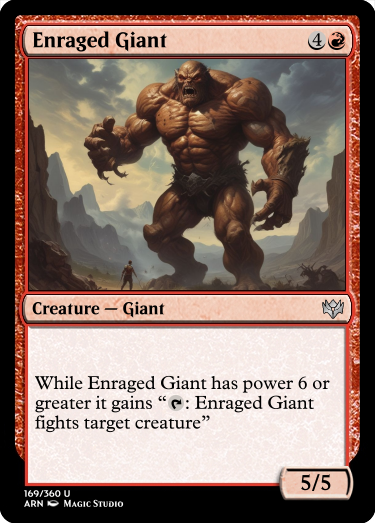 Enraged Giant 4
Creature — Giant
While Enraged Giant has power 6 or
greater it gains “: Enraged Giant
fights target creature”
5/5
169/360 U
ARN Magic Studio